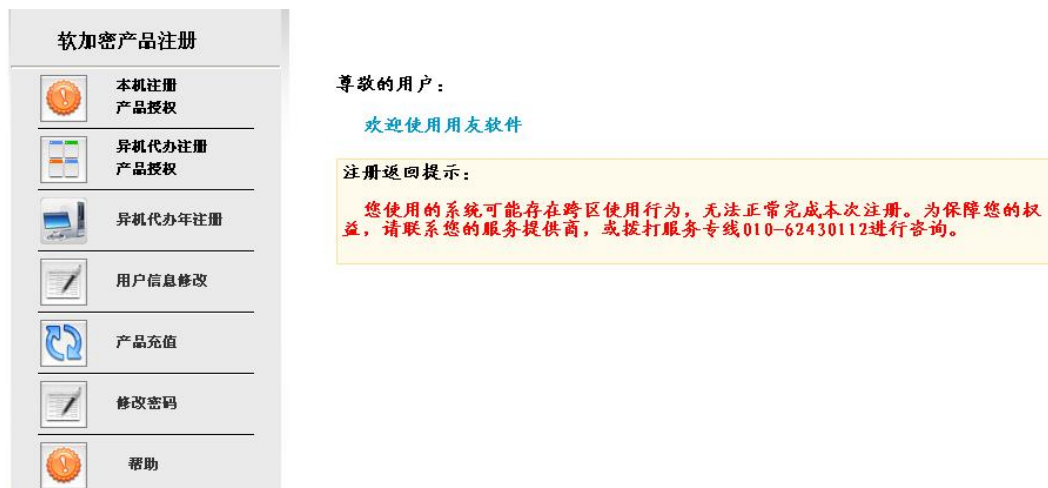 软加密产品注册
本机注册
产品授权
异机代办注册
产品授权
异机代办年注册
用户信息修改
产品充值
修改密码
帮助
尊敬的用户：
欢迎使用用友软件
注册返回提示：
您使用的系统可能存在跨区使用行为，无法正常完成本次注册。为保障您的权
益，请联系您的服务提供商，或拨打服务专线010-62430112进行咨询。